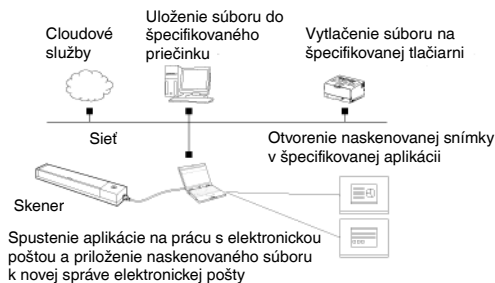 Cloudové
služby
Uloženie súboru do
špecifikovaného
priečinku
Vytlačenie súboru na
špecifikovanej tlačiarni
Sieť
Otvorenie naskenovanej snímky
v špecifikovanej aplikácii
Skener
Spustenie aplikácie na prácu s elektronickou
poštou a priloženie naskenovaného súboru
k novej správe elektronickej pošty